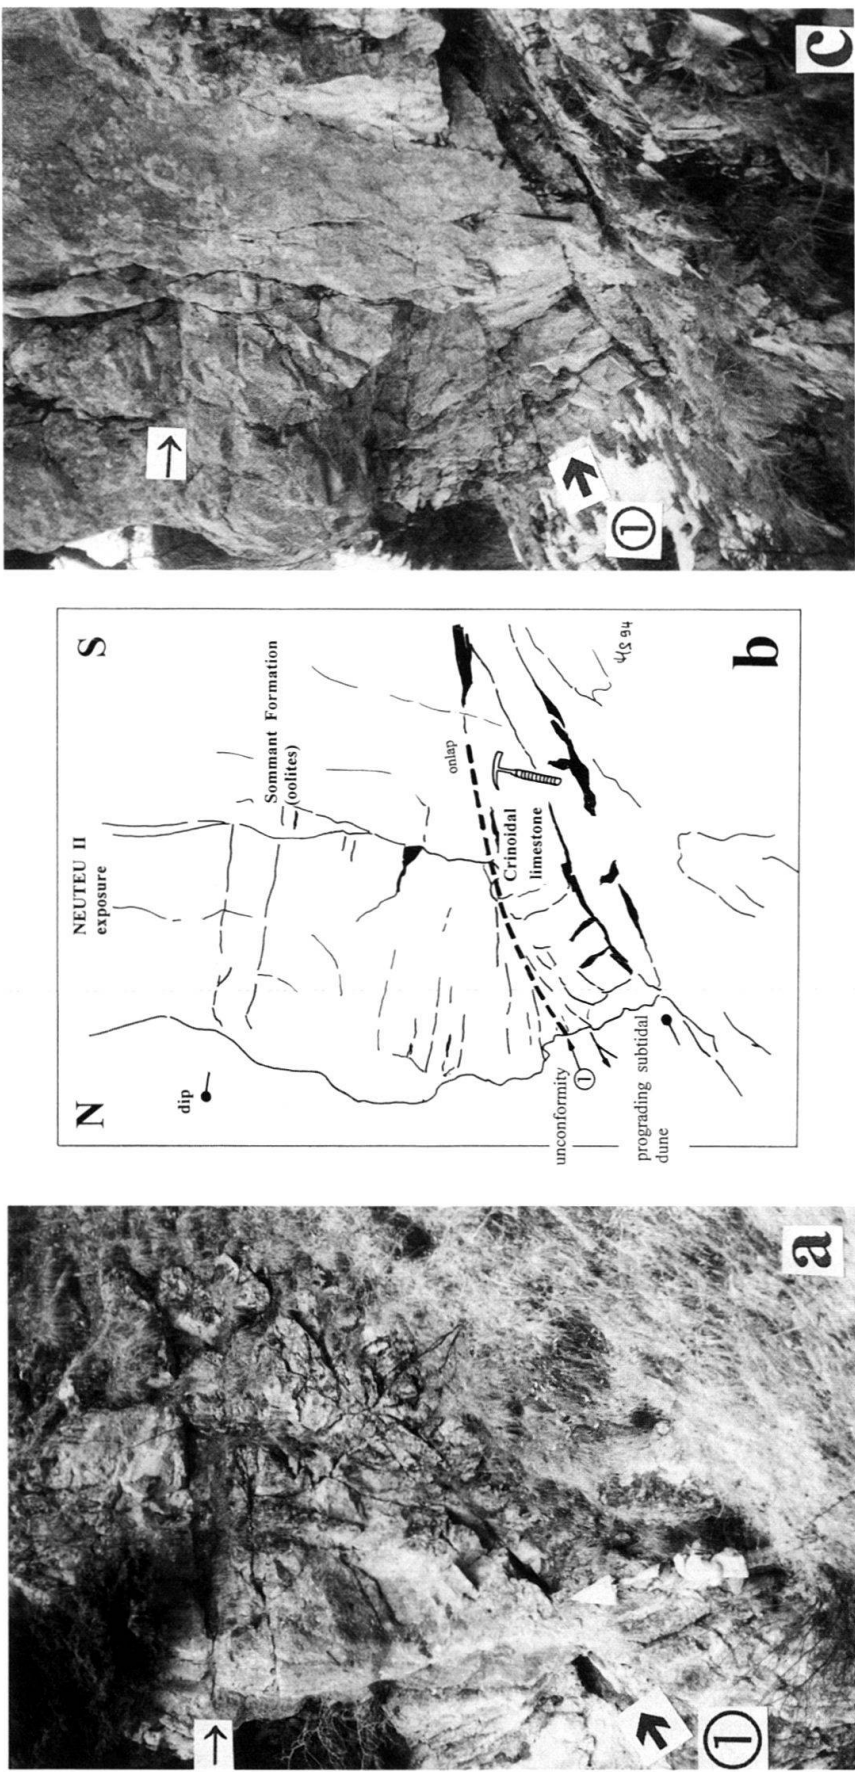 a
①
b
N
S
NEUTEU II
exposure
dip
Sommant Formation
(oolites)
onlap
Crinoidal
limestone
unconformity
①
prograding subtidal
dune
c
①